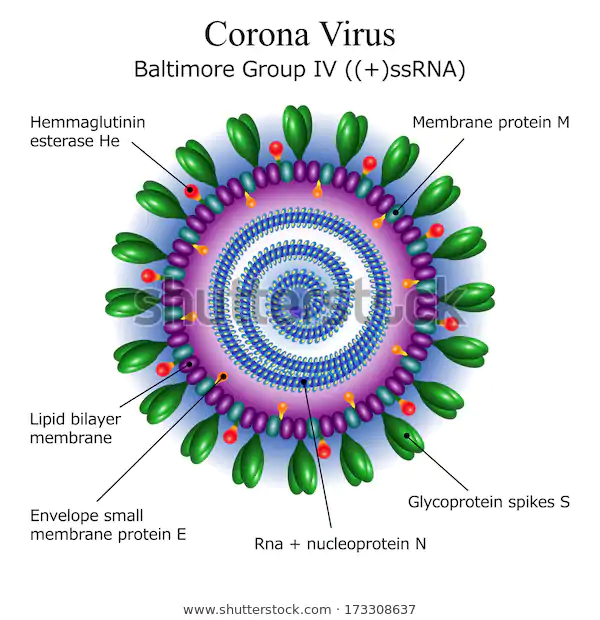 Corona Virus
Baltimore Group IV ((+)ssRNA)
Hemmaglutinin
esterase He
Membrane protein M
shutterstock
Lipid bilayer
membrane
Glycoprotein spikes S
Envelope small
membrane protein E
Rna + nucleoprotein N
www.shutterstock.com · 173308637